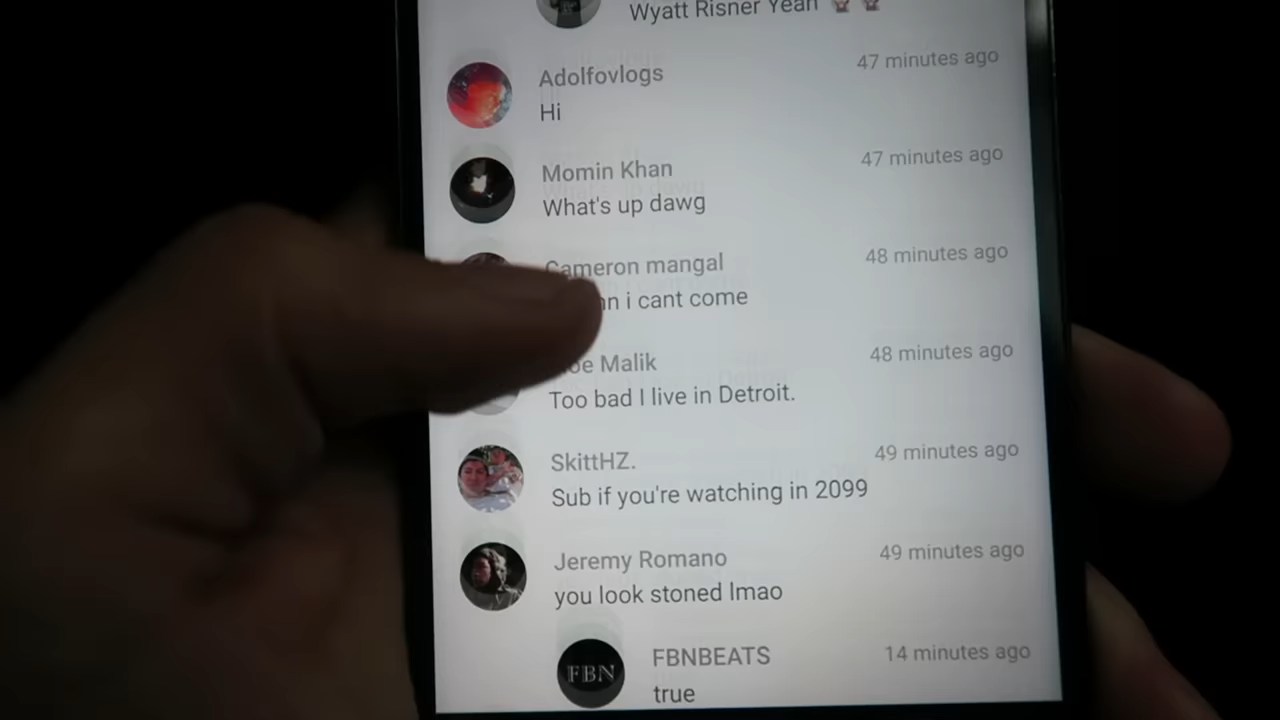 Wyatt Risner Yeah
Adolfovlogs
47 minutes ago
Hi
Momin Khan
47 minutes ago
What's up dawg
Cameron mangal
48 minutes ago
i cant come
Malik
48 minutes ago
Too bad I live in Detroit.
SkittHZ.
49 minutes ago
Sub if you're watching in 2099
Jeremy Romano
49 minutes ago
you look stoned lmao
FBN
FBNBEATS
14 minutes ago
true